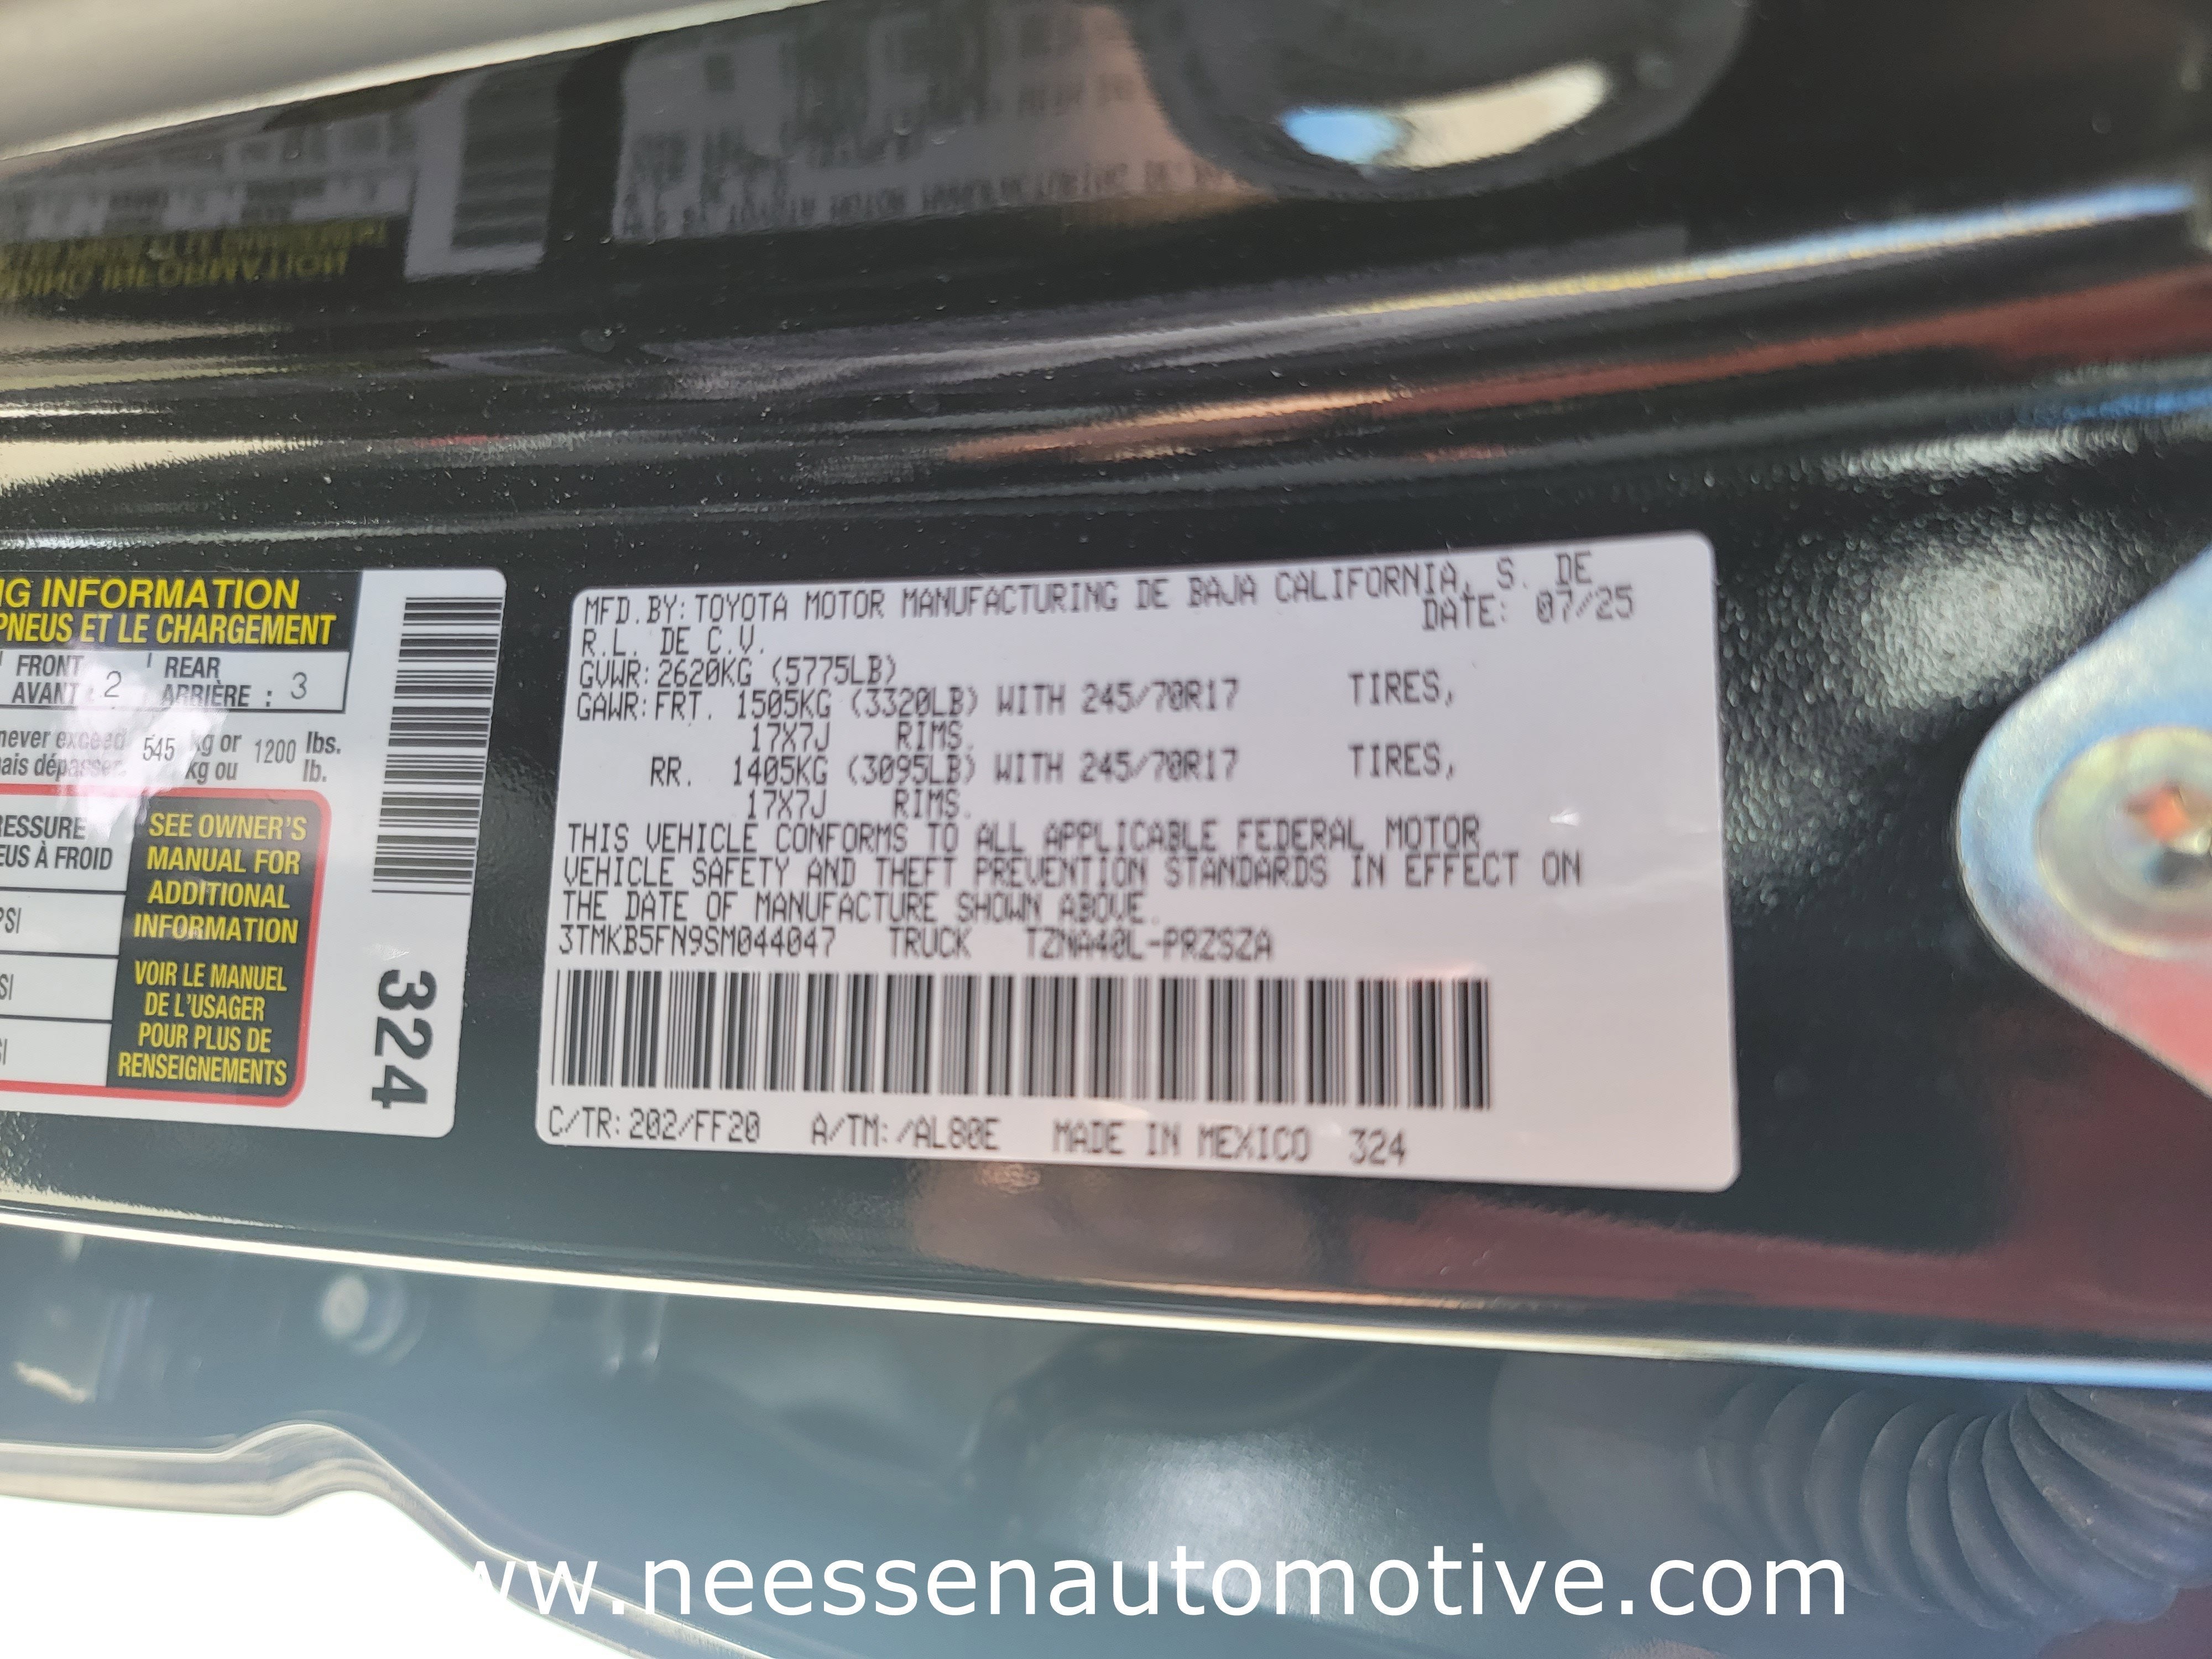 NG INFORMATION
PNEUS ET LE CHARGEMENT
FRONT 2 REAR
AVANT : ARRIÈRE : 3
never exceed 545 kg or 1200 lbs.
kg ou lb.
SEE OWNER'S
MANUAL FOR
ADDITIONAL
INFORMATION
VOIR LE MANUEL
DE L'USAGER
POUR PLUS DE
RENSEIGNEMENTS
RESSURE
EUS À FROID
PSI
SI
SI
324
MFD.BY:TOYOTA MOTOR MANUFACTURING DE BAJA CALIFORNIA, S. DE
R.L. DE C.V. DATE: 07/25
GVWR:2620KG (5775LB)
GAWR:FRT. 1505KG (3320LB) WITH 245/70R17 TIRES,
17X7J RIMS.
RR. 1405KG (3095LB) WITH 245/70R17 TIRES,
17X7J RIMS.
THIS VEHICLE CONFORMS TO ALL APPLICABLE FEDERAL MOTOR
VEHICLE SAFETY AND THEFT PREVENTION STANDARDS IN EFFECT ON
THE DATE OF MANUFACTURE SHOWN ABOVE.
3TMKB5FN9SM044047 TRUCK TZNA40L-PRZSZA
C/TR:202/FF20 A/TM:/AL80E MADE IN MEXICO 324
www.neessenautomotive.com